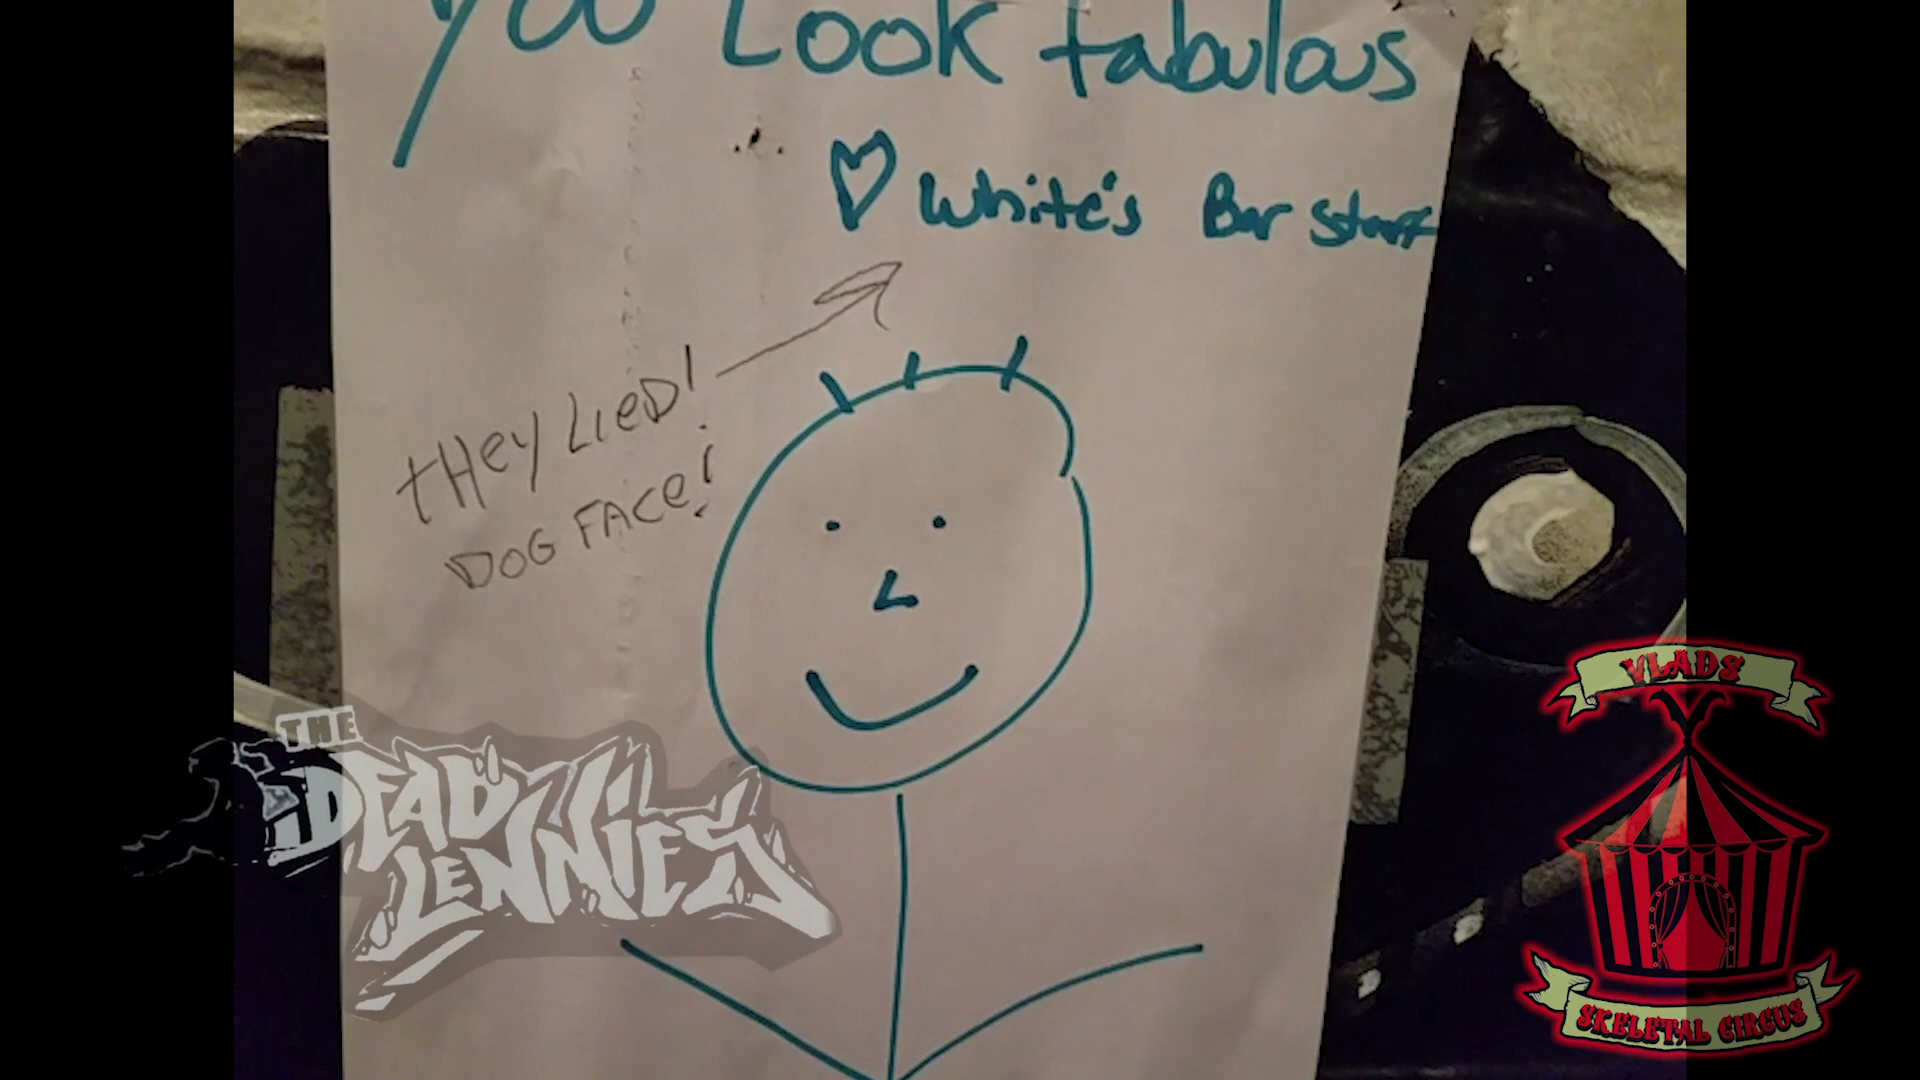 You Look fabulous
♡ White's Bar Staff
tHey LieD!
DOG FACe!
THE
DEAD
LENNIES
VLADS
SKELETAL CIRCUS